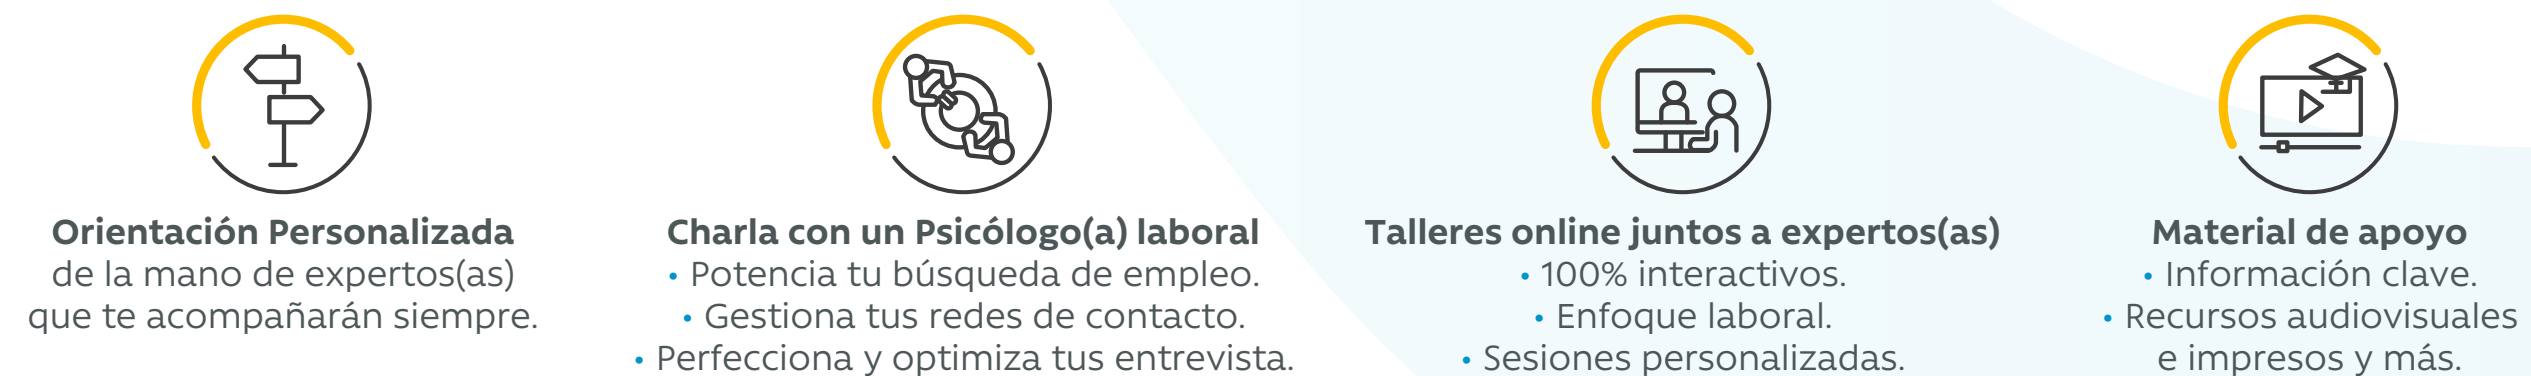 Orientación Personalizada
de la mano de expertos(as)
que te acompañarán siempre.
Charla con un Psicólogo(a) laboral
• Potencia tu búsqueda de empleo.
• Gestiona tus redes de contacto.
• Perfecciona y optimiza tus entrevista.
Talleres online juntos a expertos(as)
• 100% interactivos.
• Enfoque laboral.
• Sesiones personalizadas.
Material de apoyo
• Información clave.
• Recursos audiovisuales
e impresos y más.